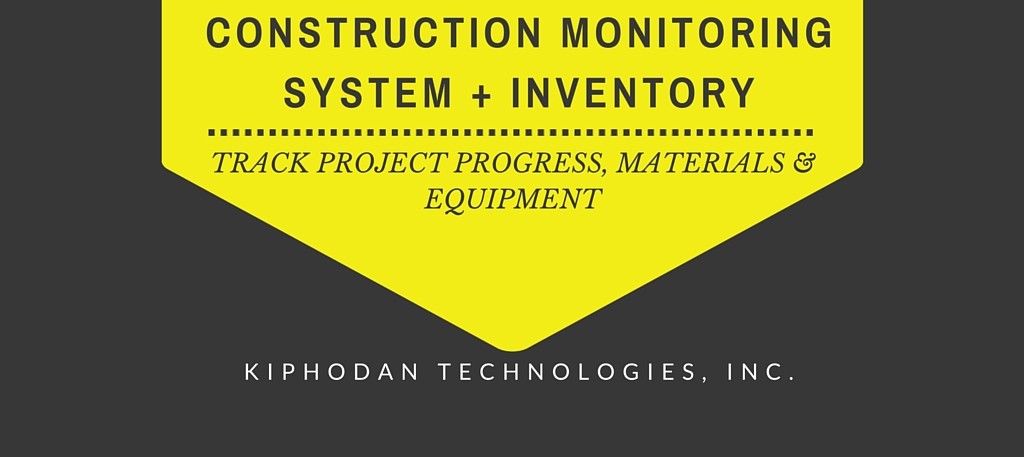 CONSTRUCTION MONITORING
SYSTEM + INVENTORY
TRACK PROJECT PROGRESS, MATERIALS &
EQUIPMENT
KIPHODAN TECHNOLOGIES, INC.